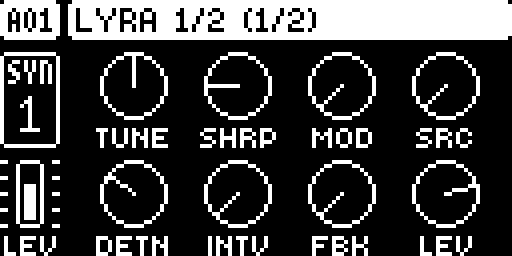 A01 LYRA 1/2 (1/2)
SYN
1
TUNE SHRP MOD SRC
LEV DETN INTV FBK LEV